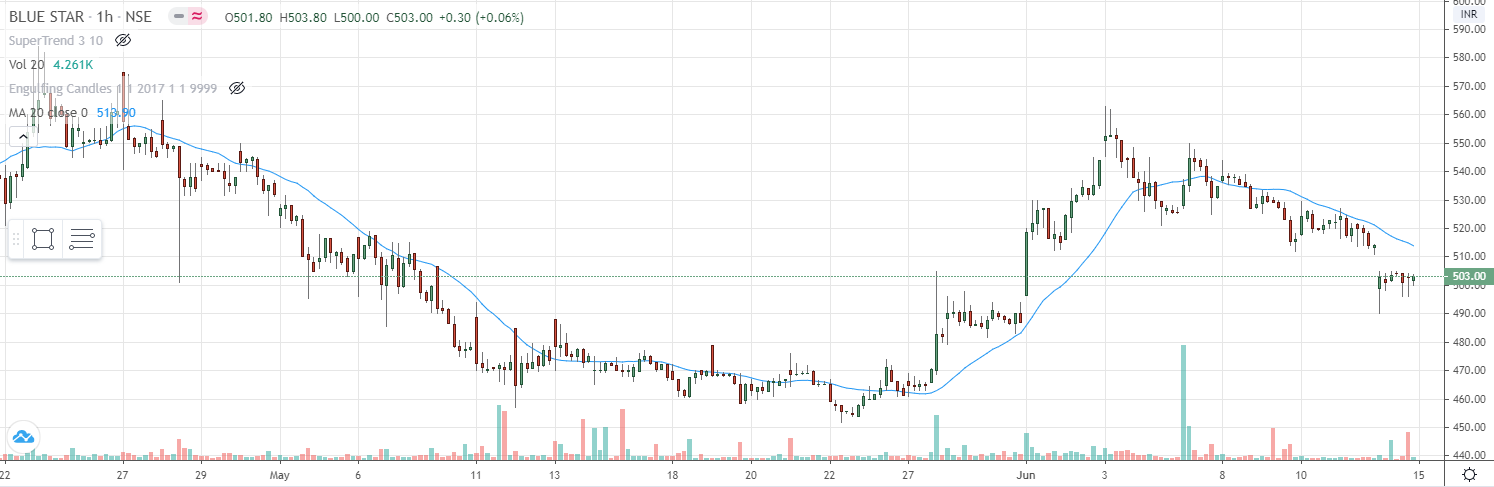 BLUE STAR · 1h · NSE O501.80 H503.80 L500.00 C503.00 +0.30 (+0.06%)
SuperTrend 3 10
Vol 20 4.261K
Engulfing Candles 1 1 2017 1 1 9999
MA 20 close 0 513.90
600.00
INR
590.00
580.00
570.00
560.00
550.00
540.00
530.00
520.00
510.00
503.00
500.00
490.00
480.00
470.00
460.00
450.00
440.00
22 27 29 May 6 11 13 18 20 22 27 Jun 3 8 10 15